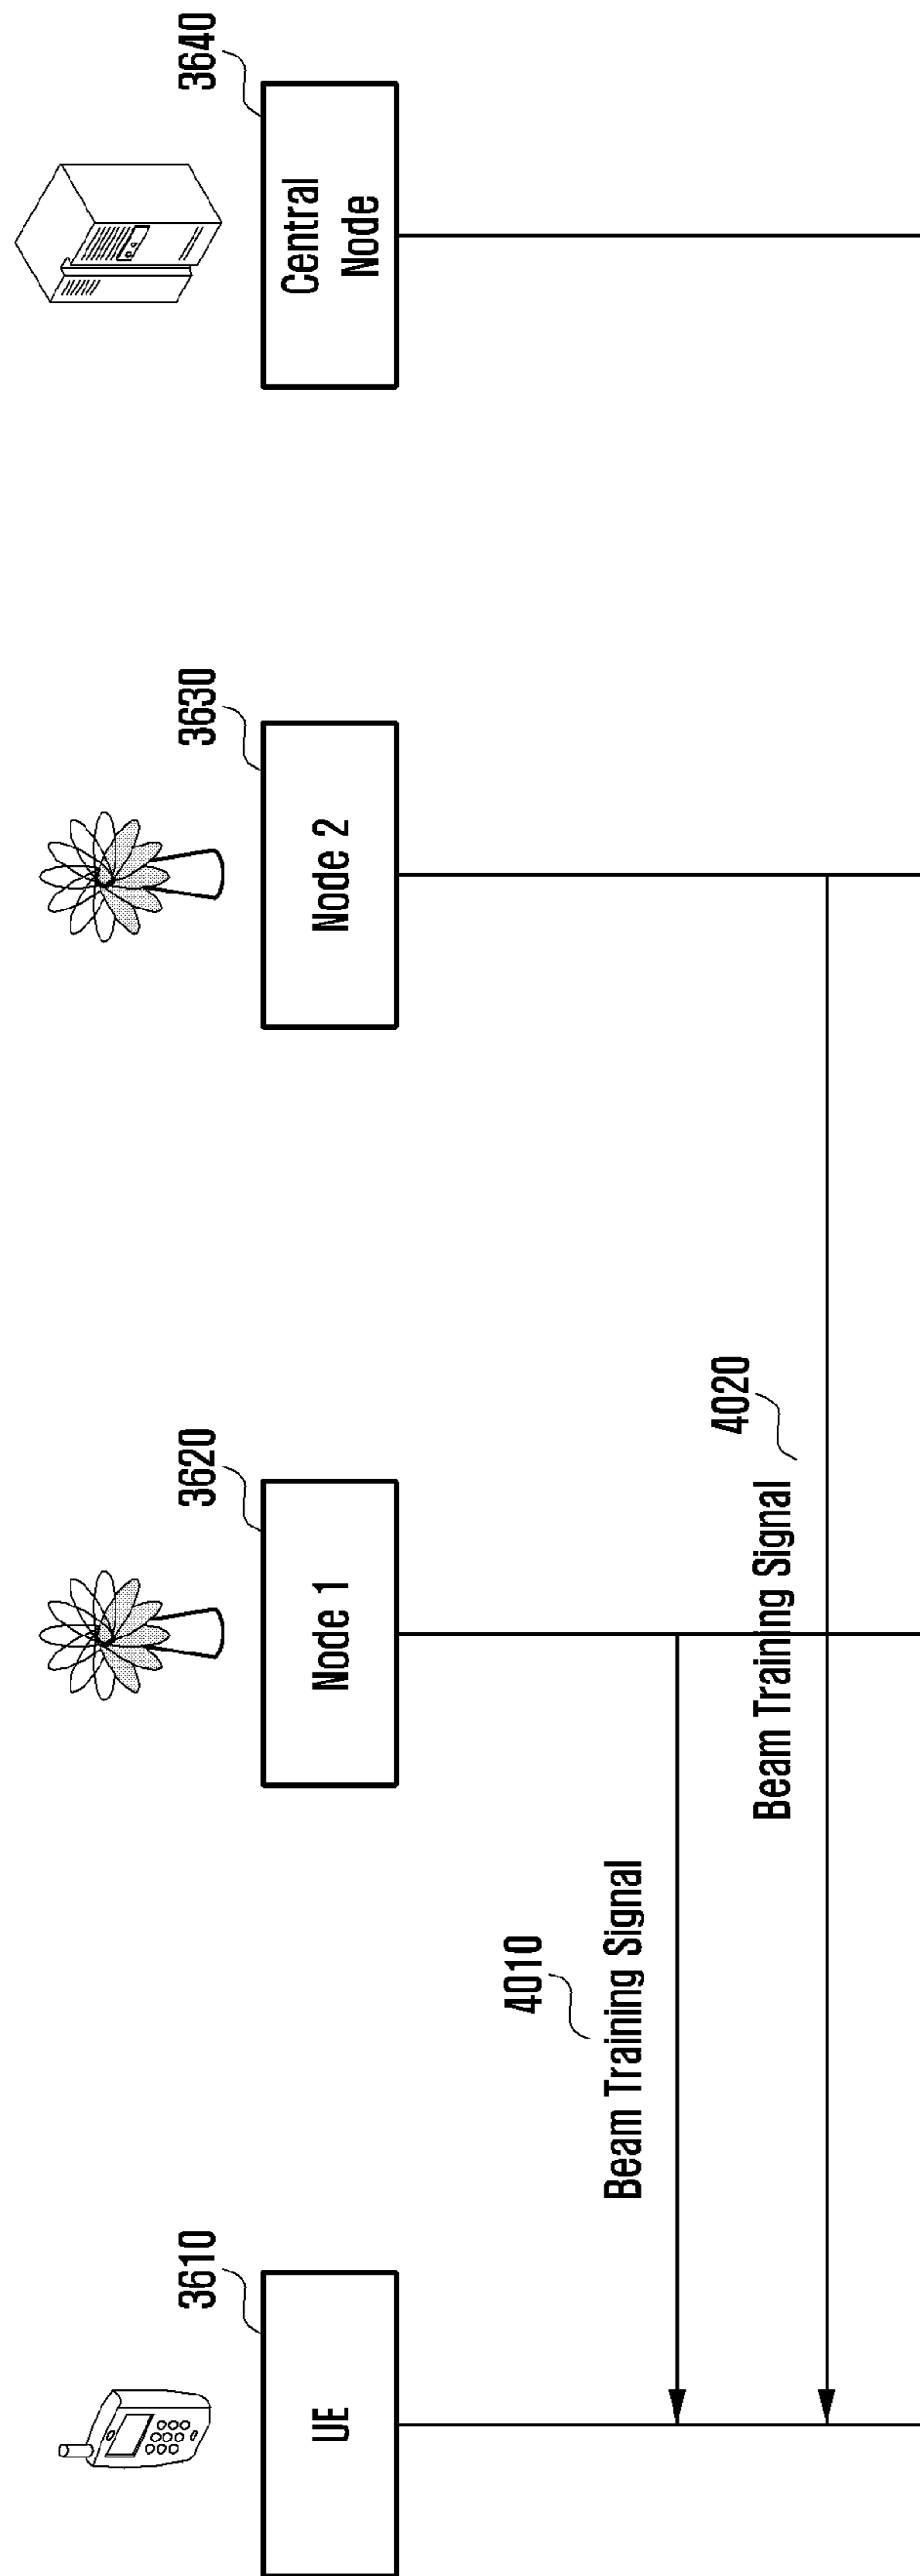 3610
3620
3630
3640
UE
Node 1
Node 2
Central
Node
4010
Beam Training Signal
4020
Beam Training Signal